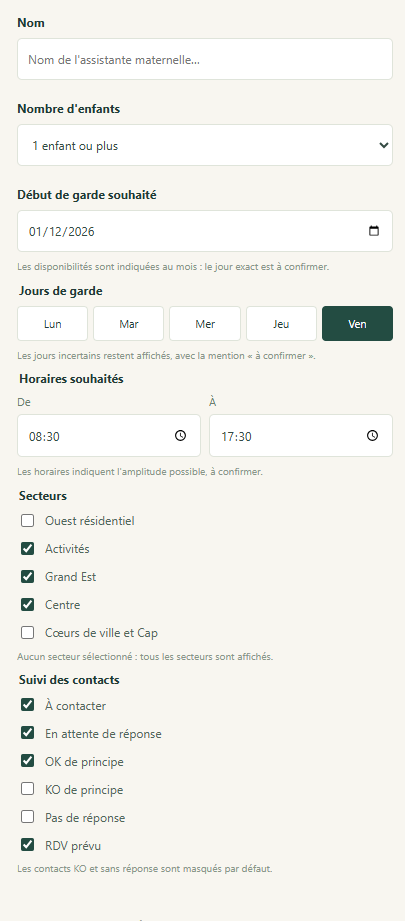 Nom
Nom de l'assistante maternelle...
Nombre d'enfants
1 enfant ou plus
Début de garde souhaité
01/12/2026
Les disponibilités sont indiquées au mois : le jour exact est à confirmer.
Jours de garde
Lun Mar Mer Jeu Ven
Les jours incertains restent affichés, avec la mention « à confirmer ».
Horaires souhaités
De À
08:30 17:30
Les horaires indiquent l'amplitude possible, à confirmer.
Secteurs
Ouest résidentiel
Activités
Grand Est
Centre
Cœurs de ville et Cap
Aucun secteur sélectionné : tous les secteurs sont affichés.
Suivi des contacts
À contacter
En attente de réponse
OK de principe
KO de principe
Pas de réponse
RDV prévu
Les contacts KO et sans réponse sont masqués par défaut.